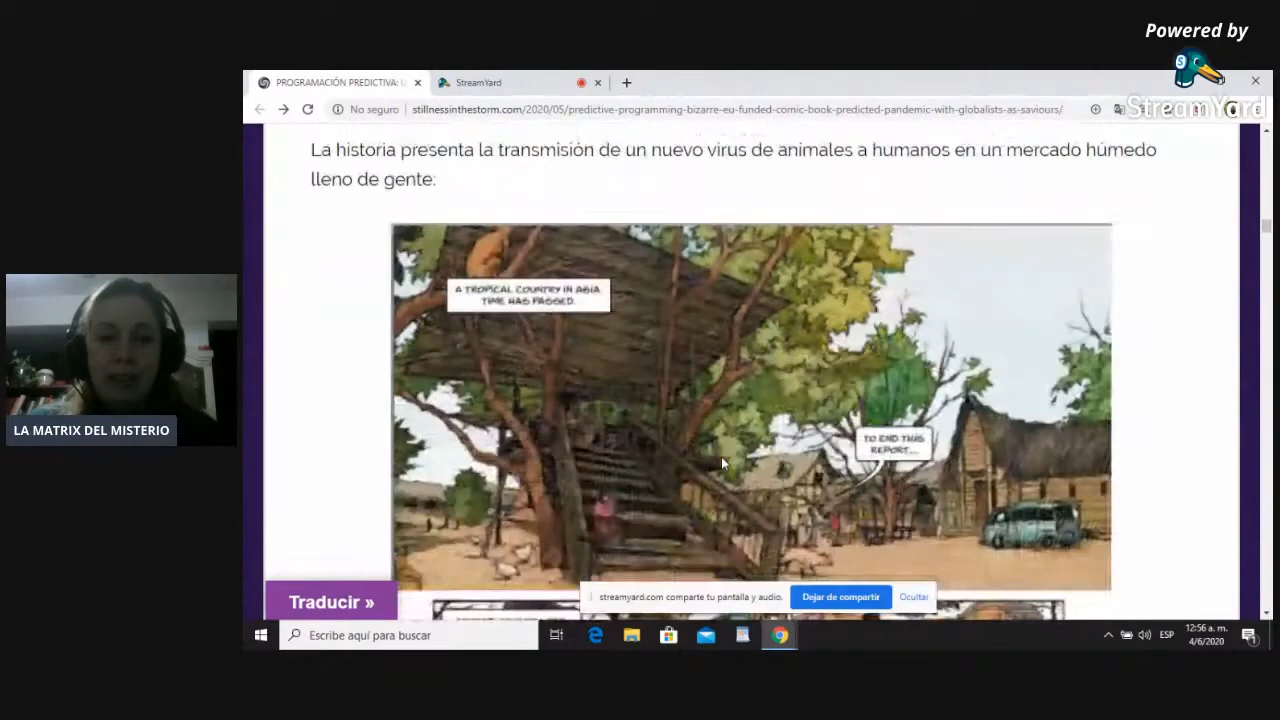 Powered by
StreamYard
PROGRAMACIÓN PREDICTIVA: U
StreamYard
No seguro
stillnessinthestorm.com/2020/05/predictive-programming-bizarre-eu-funded-comic-book-predicted-pandemic-with-globalists-as-saviours/
La historia presenta la transmisión de un nuevo virus de animales a humanos en un mercado húmedo
lleno de gente:
A TROPICAL COUNTRY IN ASIA
TIME HAS PASSED.
TO END THIS
REPORT...
LA MATRIX DEL MISTERIO
Traducir »
streamyard.com comparte tu pantalla y audio.
Dejar de compartir
Ocultar
Escribe aquí para buscar
ESP
12:56 a. m.
4/6/2020